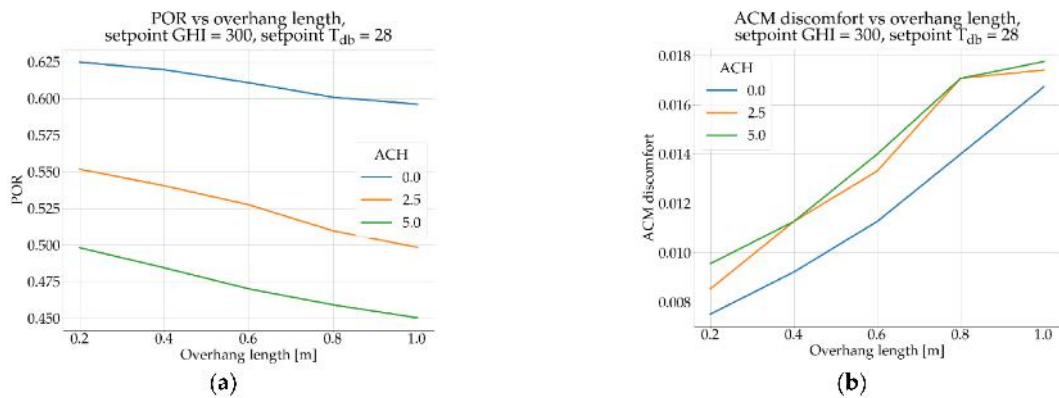 POR vs overhang length,
setpoint GHI = 300, setpoint T_db = 28
0.625
0.600
0.575
0.550
0.525
0.500
0.475
0.450
POR
ACH
0.0
2.5
5.0
0.2 0.4 0.6 0.8 1.0
Overhang length [m]
(a)
ACM discomfort vs overhang length,
setpoint GHI = 300, setpoint T_db = 28
0.018
0.016
0.014
0.012
0.010
0.008
ACM discomfort
ACH
0.0
2.5
5.0
0.2 0.4 0.6 0.8 1.0
Overhang length [m]
(b)